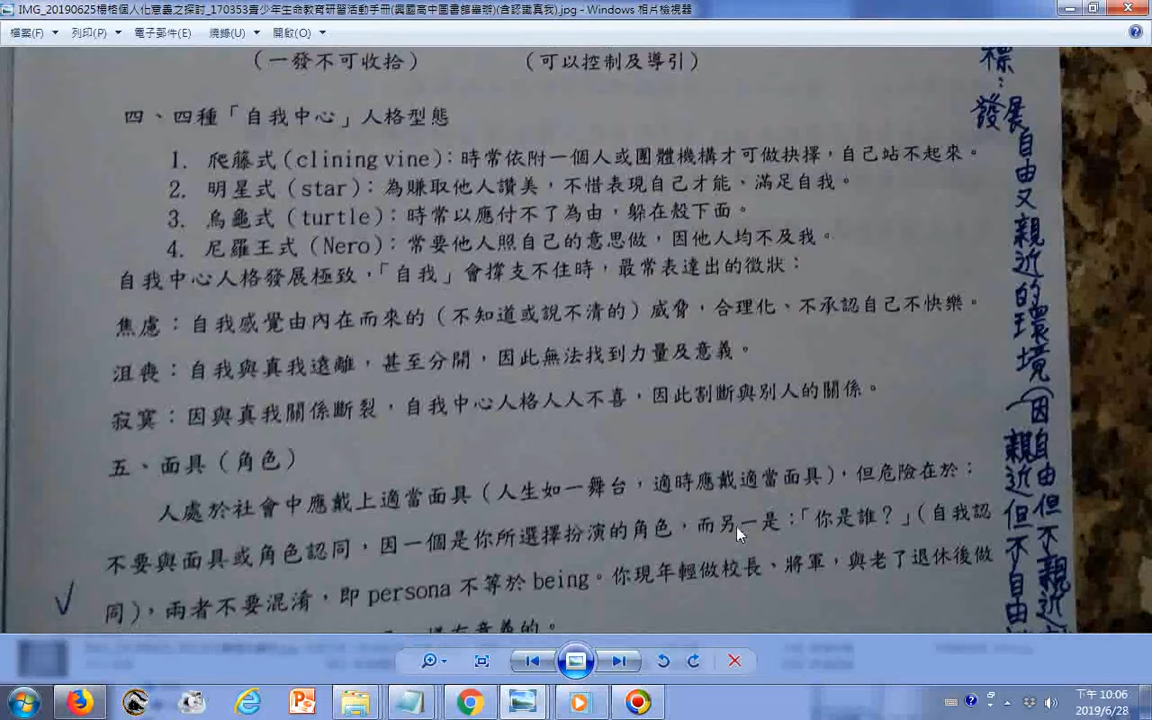 IMG_20190625楊格個人化意義之探討_170353青少年生命教育研習活動手冊(興國高中圖書館舉辦)(含認識真我).jpg - Windows 相片檢視器
檔案(F) 列印(P) 電子郵件(E) 燒錄(U) 開啟(O)
(一發不可收拾) (可以控制及導引)
四、四種「自我中心」人格型態
1. 爬藤式(clining vine):時常依附一個人或團體機構才可做抉擇,自己站不起來。
2. 明星式(star):為賺取他人讚美,不惜表現自己才能、滿足自我。
3. 烏龜式(turtle):時常以應付不了為由,躲在殼下面。
4. 尼羅王式(Nero):常要他人照自己的意思做,因他人均不及我。
自我中心人格發展極致,「自我」會撐支不住時,最常表達出的徵狀:
焦慮:自我感覺由內在而來的(不知道或說不清的)威脅,合理化、不承認自己不快樂。
沮喪:自我與真我遠離,甚至分開,因此無法找到力量及意義。
寂寞:因與真我關係斷裂,自我中心人格人人不喜,因此割斷與別人的關係。
五、面具(角色)
人處於社會中應戴上適當面具(人生如一舞台,適時應戴適當面具),但危險在於:
不要與面具或角色認同,因一個是你所選擇扮演的角色,而另一是:「你是誰?」(自我認
同),兩者不要混淆,即 persona 不等於 being。你現年輕做校長、將軍,與老了退休後做
標:發展自由又親近的環境(因自由但不親近
親近但不自由
下午 10:06
2019/6/28